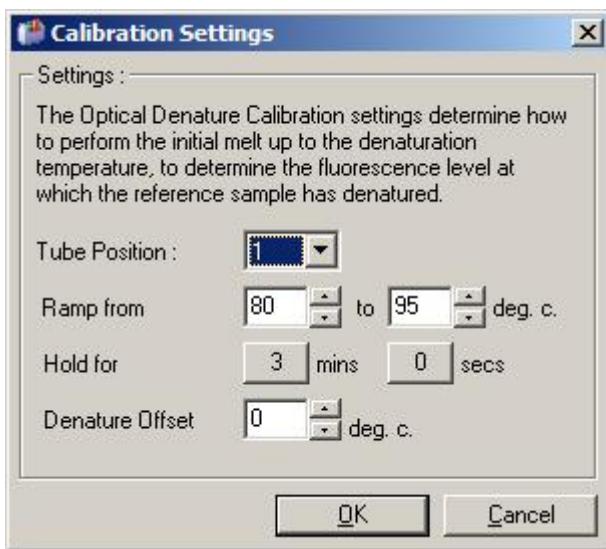 Calibration Settings
Settings :
The Optical Denature Calibration settings determine how
to perform the initial melt up to the denaturation
temperature, to determine the fluorescence level at
which the reference sample has denatured.
Tube Position : 1
Ramp from 80 to 95 deg. c.
Hold for 3 mins 0 secs
Denature Offset 0 deg. c.
OK Cancel